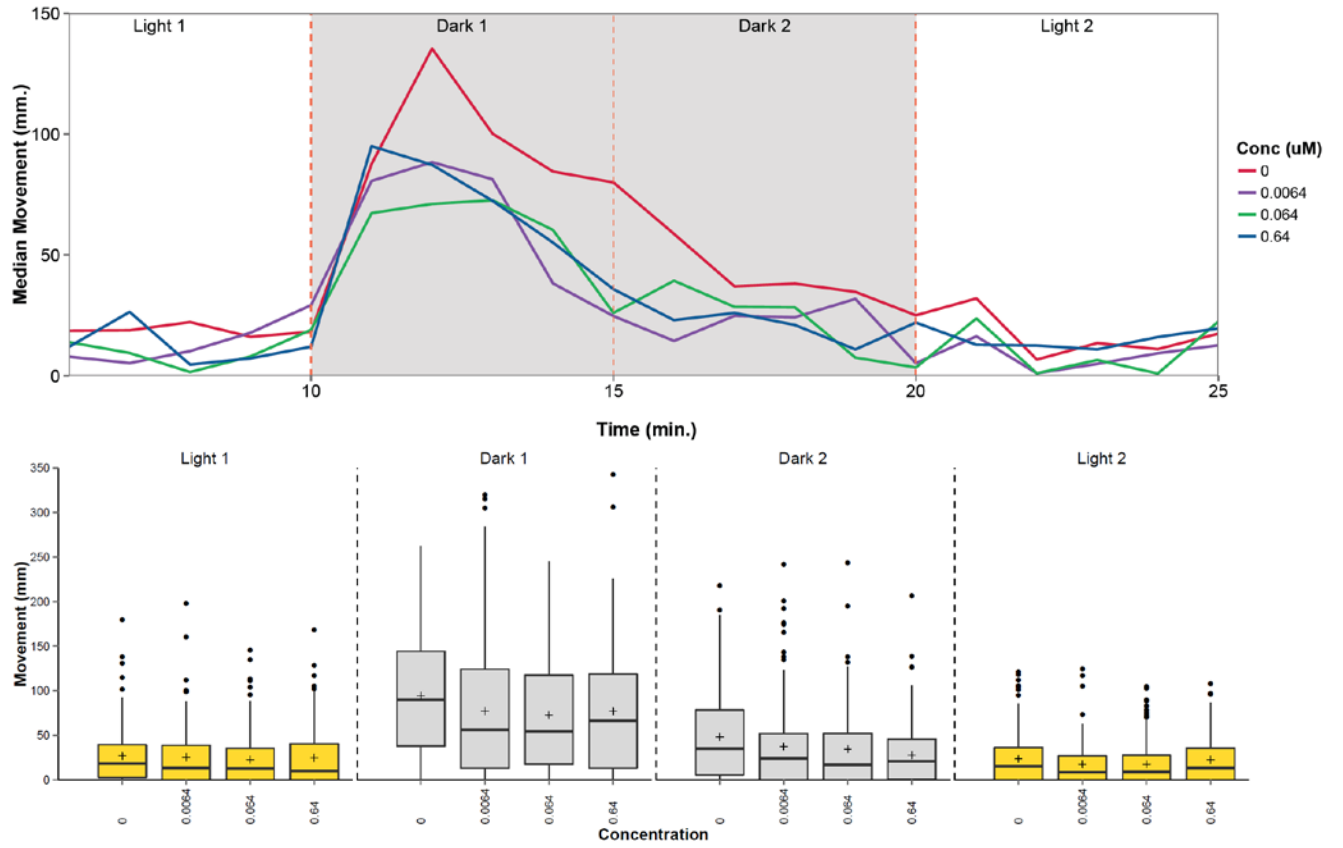 150
Light 1
Dark 1
Dark 2
Light 2
100
50
0
Median Movement (mm.)
Conc (uM)
0
0.0064
0.064
0.64
10
15
20
25
Time (min.)
Light 1
Dark 1
Dark 2
Light 2
350
300
250
200
150
100
50
0
Movement (mm)
0
0.0064
0.064
0.64
0
0.0064
0.064
0.64
0
0.0064
0.064
0.64
0
0.0064
0.064
0.64
Concentration